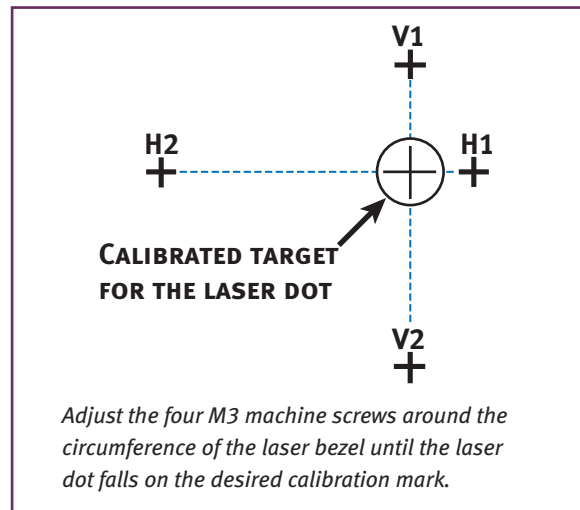 V1
H2
H1
CALIBRATED TARGET
FOR THE LASER DOT
V2
Adjust the four M3 machine screws around the
circumference of the laser bezel until the laser
dot falls on the desired calibration mark.